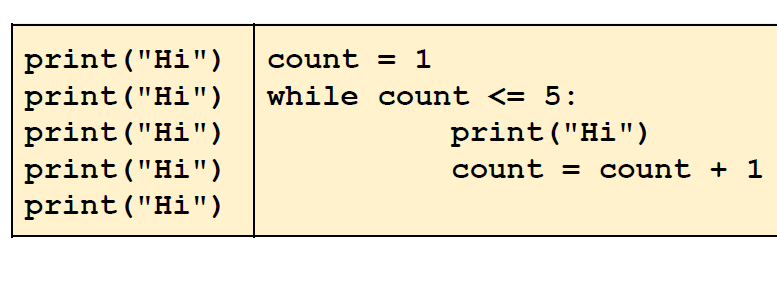 print("Hi")
print("Hi")
print("Hi")
print("Hi")
print("Hi")
count = 1
while count <= 5:
          print("Hi")
          count = count + 1